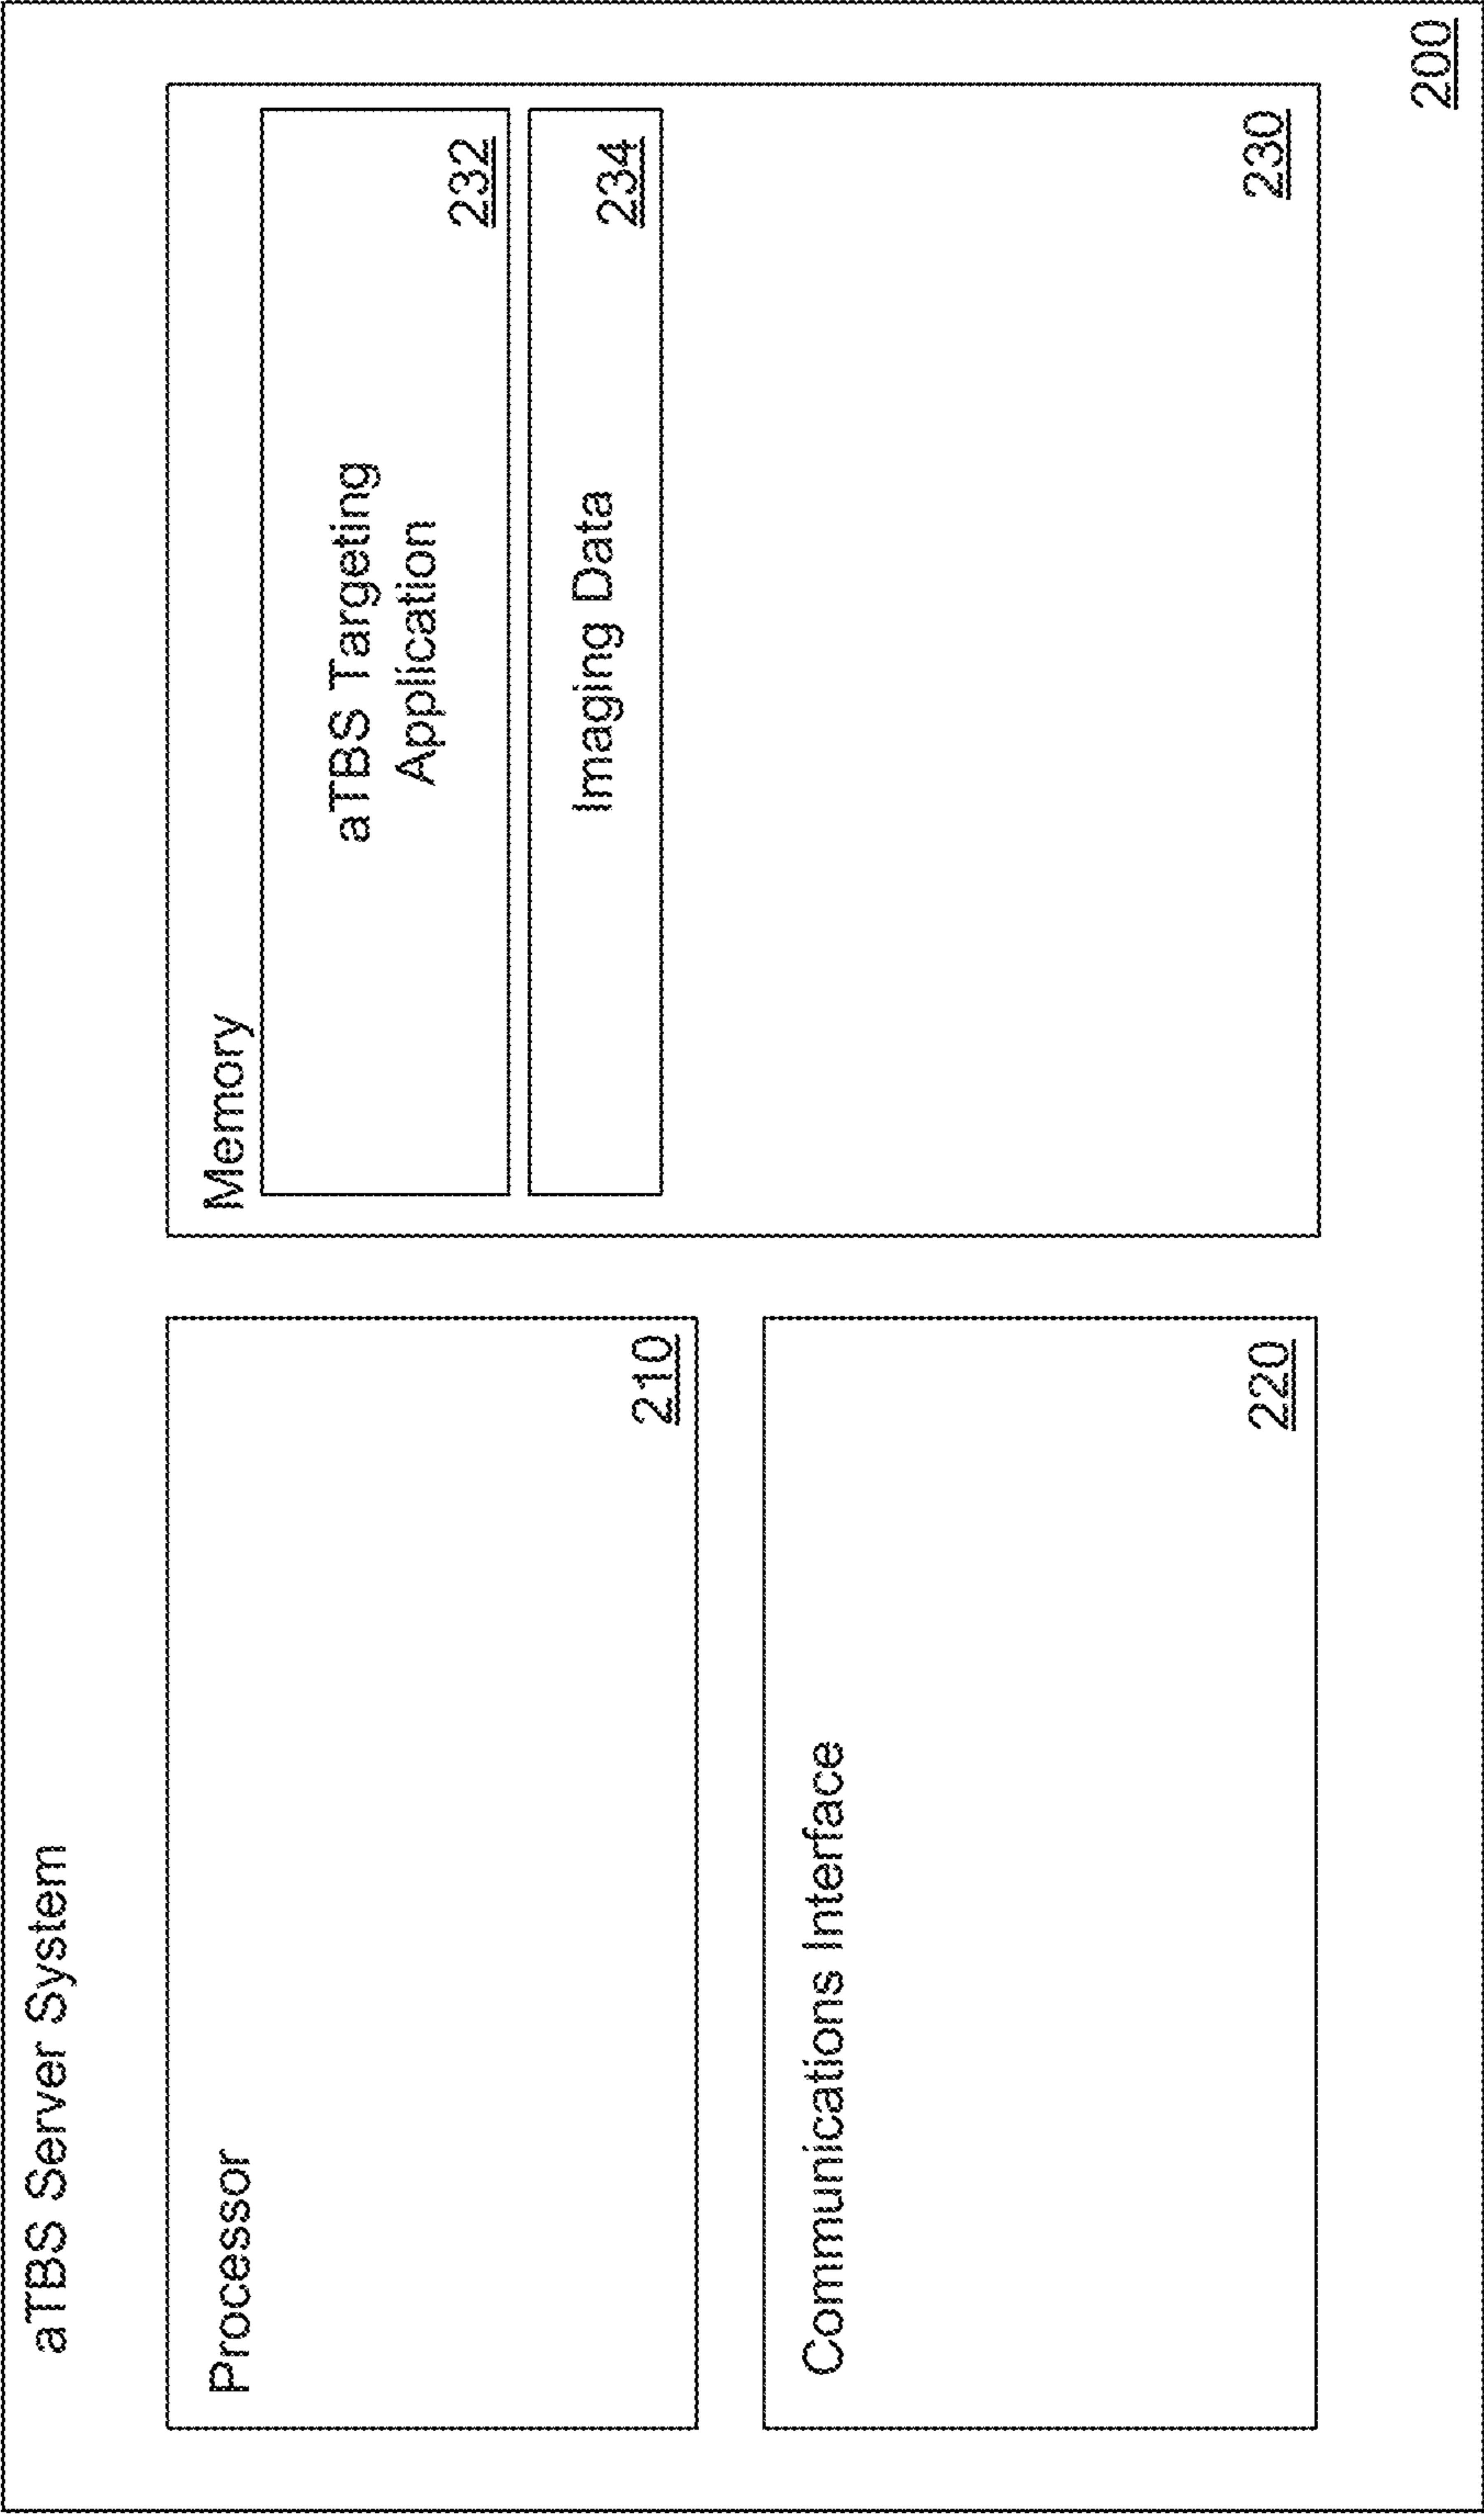 aTBS Server System
Processor
210
Communications Interface
220
Memory
aTBS Targeting
Application
232
Imaging Data
234
230
200